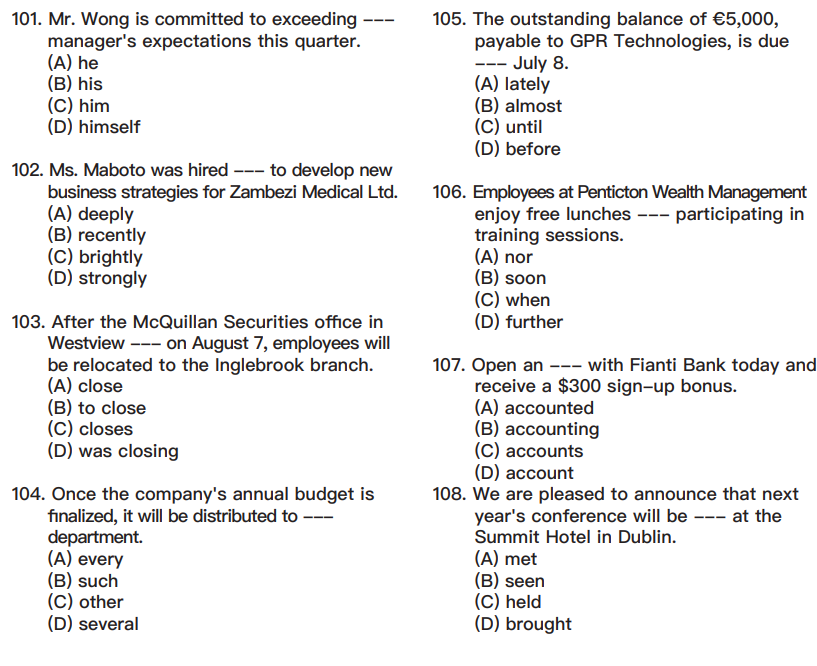 101. Mr. Wong is committed to exceeding ---
manager's expectations this quarter.
(A) he
(B) his
(C) him
(D) himself
102. Ms. Maboto was hired --- to develop new
business strategies for Zambezi Medical Ltd.
(A) deeply
(B) recently
(C) brightly
(D) strongly
103. After the McQuillan Securities office in
Westview --- on August 7, employees will
be relocated to the Inglebrook branch.
(A) close
(B) to close
(C) closes
(D) was closing
104. Once the company's annual budget is
finalized, it will be distributed to ---
department.
(A) every
(B) such
(C) other
(D) several
105. The outstanding balance of €5,000,
payable to GPR Technologies, is due
--- July 8.
(A) lately
(B) almost
(C) until
(D) before
106. Employees at Penticton Wealth Management
enjoy free lunches --- participating in
training sessions.
(A) nor
(B) soon
(C) when
(D) further
107. Open an --- with Fianti Bank today and
receive a $300 sign-up bonus.
(A) accounted
(B) accounting
(C) accounts
(D) account
108. We are pleased to announce that next
year's conference will be --- at the
Summit Hotel in Dublin.
(A) met
(B) seen
(C) held
(D) brought